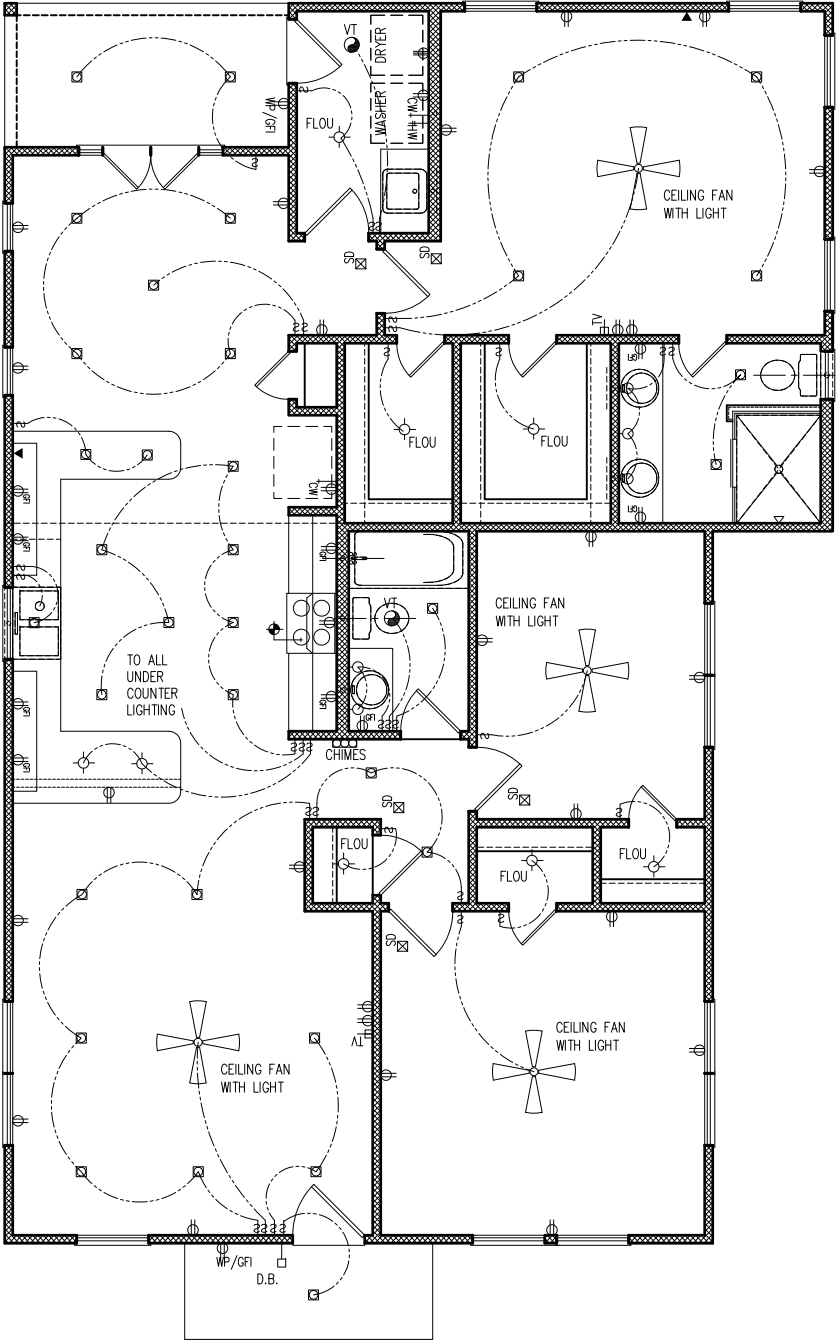 VT
DRYER
WASHER
CW
HW
WP/GFI
FLOU
CEILING FAN
WITH LIGHT
SD
SD
TV
GFI
FLOU
FLOU
GFI
CW
GFI
GFI
GFI
CEILING FAN
WITH LIGHT
VT
TO ALL
UNDER
COUNTER
LIGHTING
GFI
GFI
GFI
CHIMES
SD
SD
FLOU
FLOU
FLOU
SD
CEILING FAN
WITH LIGHT
TV
CEILING FAN
WITH LIGHT
WP/GFI
D.B.